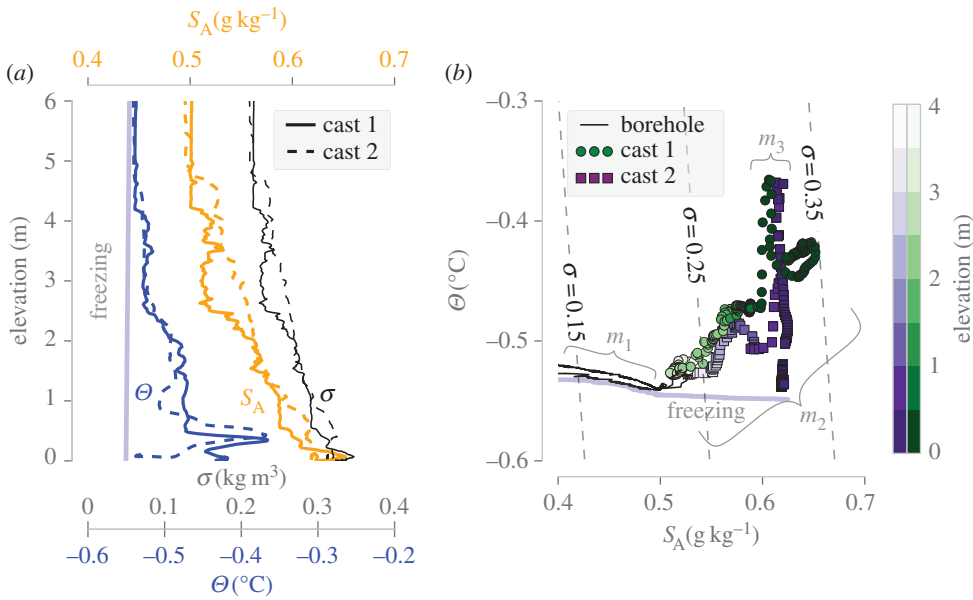 S_A (g kg⁻¹)
0.4 0.5 0.6 0.7
(a)
6
5
4
3
2
1
0
elevation (m)
cast 1
cast 2
freezing
Θ
S_A
σ
σ (kg m³)
0 0.1 0.2 0.3 0.4
−0.6 −0.5 −0.4 −0.3 −0.2
Θ (°C)
(b)
−0.3
−0.4
−0.5
−0.6
Θ (°C)
borehole
cast 1
cast 2
m₃
σ = 0.15
σ = 0.25
σ = 0.35
m₁
freezing
m₂
0.4 0.5 0.6 0.7
S_A (g kg⁻¹)
4
3
2
1
0
elevation (m)